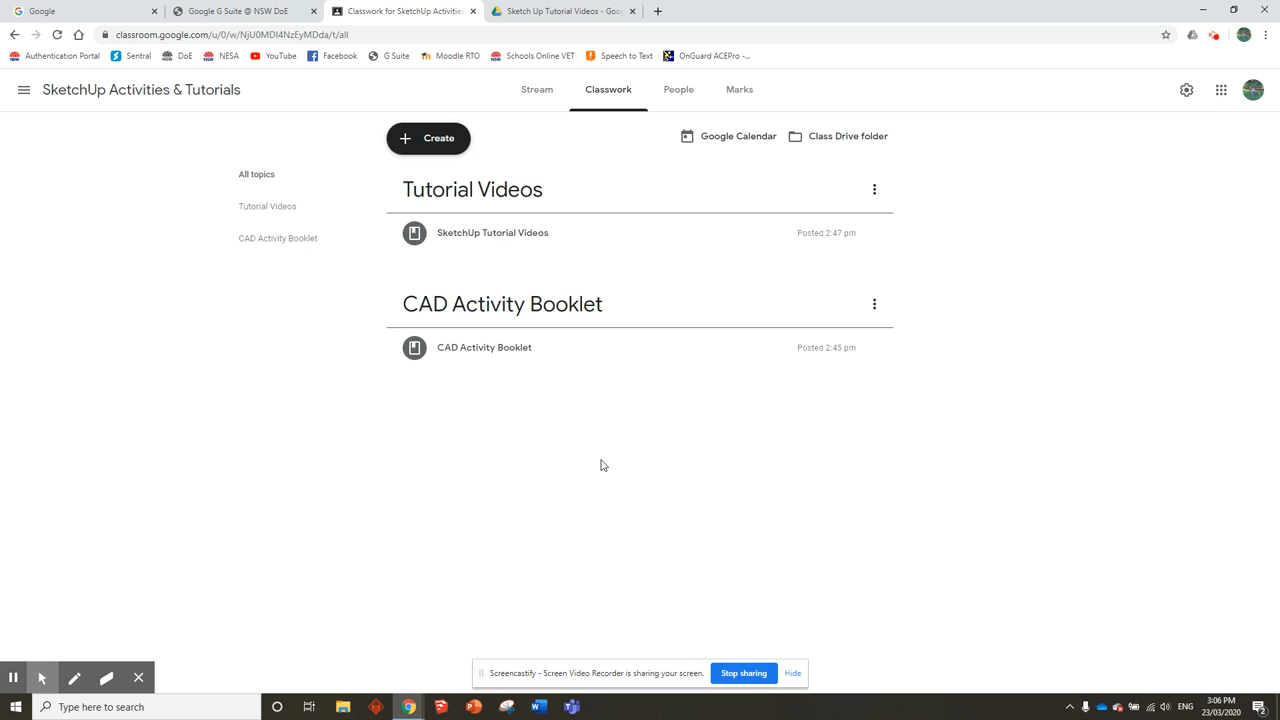 Google
Google G Suite @ NSW DoE
Classwork for SketchUp Activities
Sketch Up Tutorial Videos - Goog
classroom.google.com/u/0/w/NjU0MDI4NzEyMDda/t/all
Authentication Portal
Sentral
DoE
NESA
YouTube
Facebook
G Suite
Moodle RTO
Schools Online VET
Speech to Text
OnGuard ACEPro -...
SketchUp Activities & Tutorials
Stream
Classwork
People
Marks
Create
Google Calendar
Class Drive folder
All topics
Tutorial Videos
CAD Activity Booklet
Tutorial Videos
SketchUp Tutorial Videos
Posted 2:47 pm
CAD Activity Booklet
CAD Activity Booklet
Posted 2:45 pm
Screencastify - Screen Video Recorder is sharing your screen.
Stop sharing
Hide
Type here to search
ENG
3:06 PM
23/03/2020